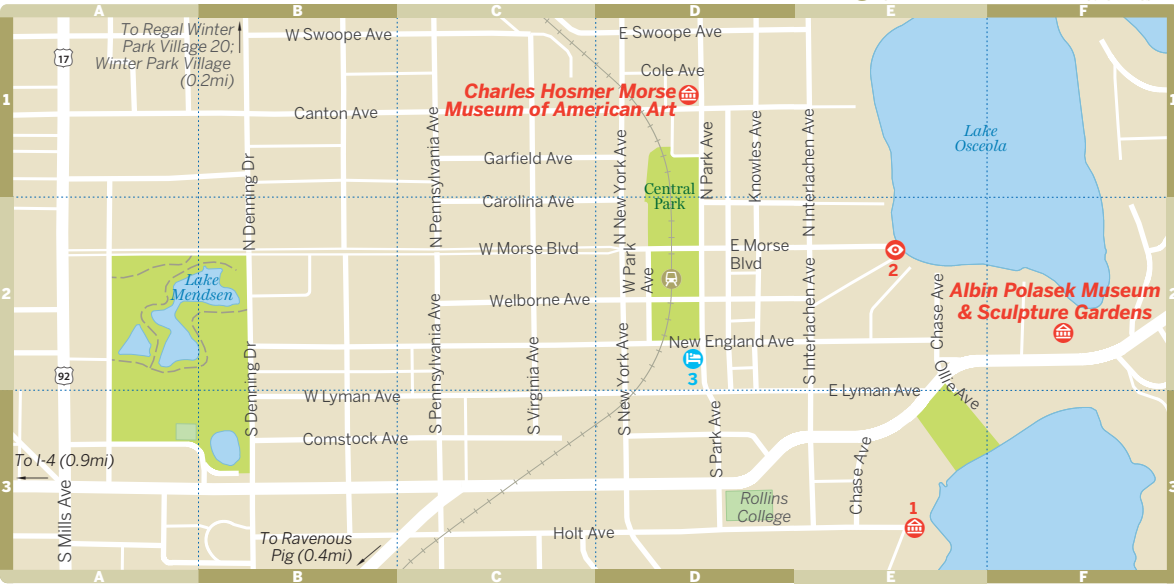 A
B
C
D
E
F
To Regal Winter
Park Village 20;
Winter Park Village
(0.2mi)
17
W Swoope Ave
E Swoope Ave
Cole Ave
Charles Hosmer Morse
Museum of American Art
1
1
Canton Ave
Lake
Osceola
Garfield Ave
N Denning Dr
N Pennsylvania Ave
N New York Ave
N Park Ave
Knowles Ave
N Interlachen Ave
Central
Park
Carolina Ave
W Morse Blvd
E Morse
Blvd
W Park
Ave
2
Lake
Mendsen
2
2
Welborne Ave
Albin Polasek Museum
& Sculpture Gardens
Chase Ave
S Interlachen Ave
New England Ave
3
92
S Denning Dr
S Pennsylvania Ave
S Virginia Ave
S New York Ave
W Lyman Ave
E Lyman Ave
Ollie Ave
Comstock Ave
S Park Ave
Chase Ave
To I-4 (0.9mi)
3
3
S Mills Ave
Rollins
College
1
To Ravenous
Pig (0.4mi)
Holt Ave
A
B
C
D
E
F